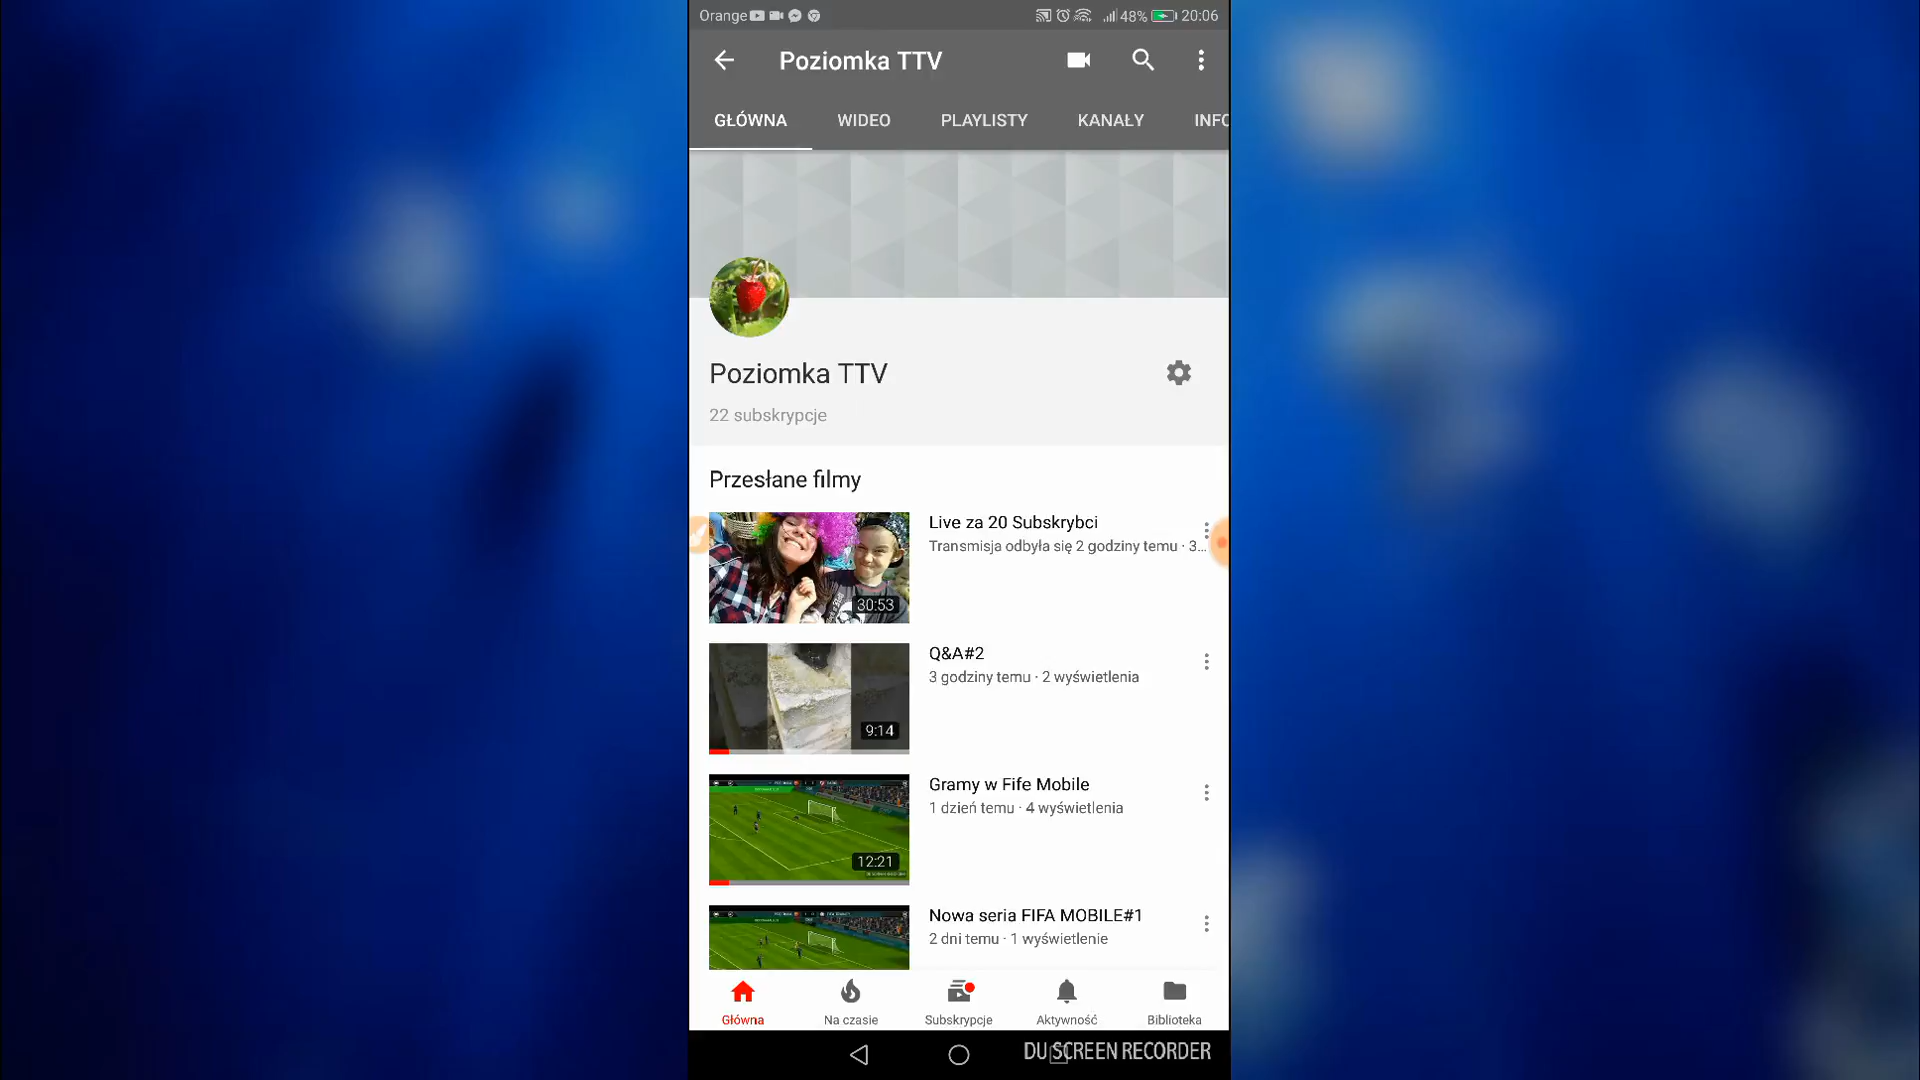 Orange 48% 20:06
Poziomka TTV
GŁÓWNA WIDEO PLAYLISTY KANAŁY INFO
Poziomka TTV
22 subskrypcje
Przesłane filmy
Live za 20 Subskrybci
Transmisja odbyła się 2 godziny temu · 3...
30:53
Q&A#2
3 godziny temu · 2 wyświetlenia
9:14
Gramy w Fife Mobile
1 dzień temu · 4 wyświetlenia
12:21
Nowa seria FIFA MOBILE#1
2 dni temu · 1 wyświetlenie
Główna Na czasie Subskrypcje Aktywność Biblioteka
DU SCREEN RECORDER